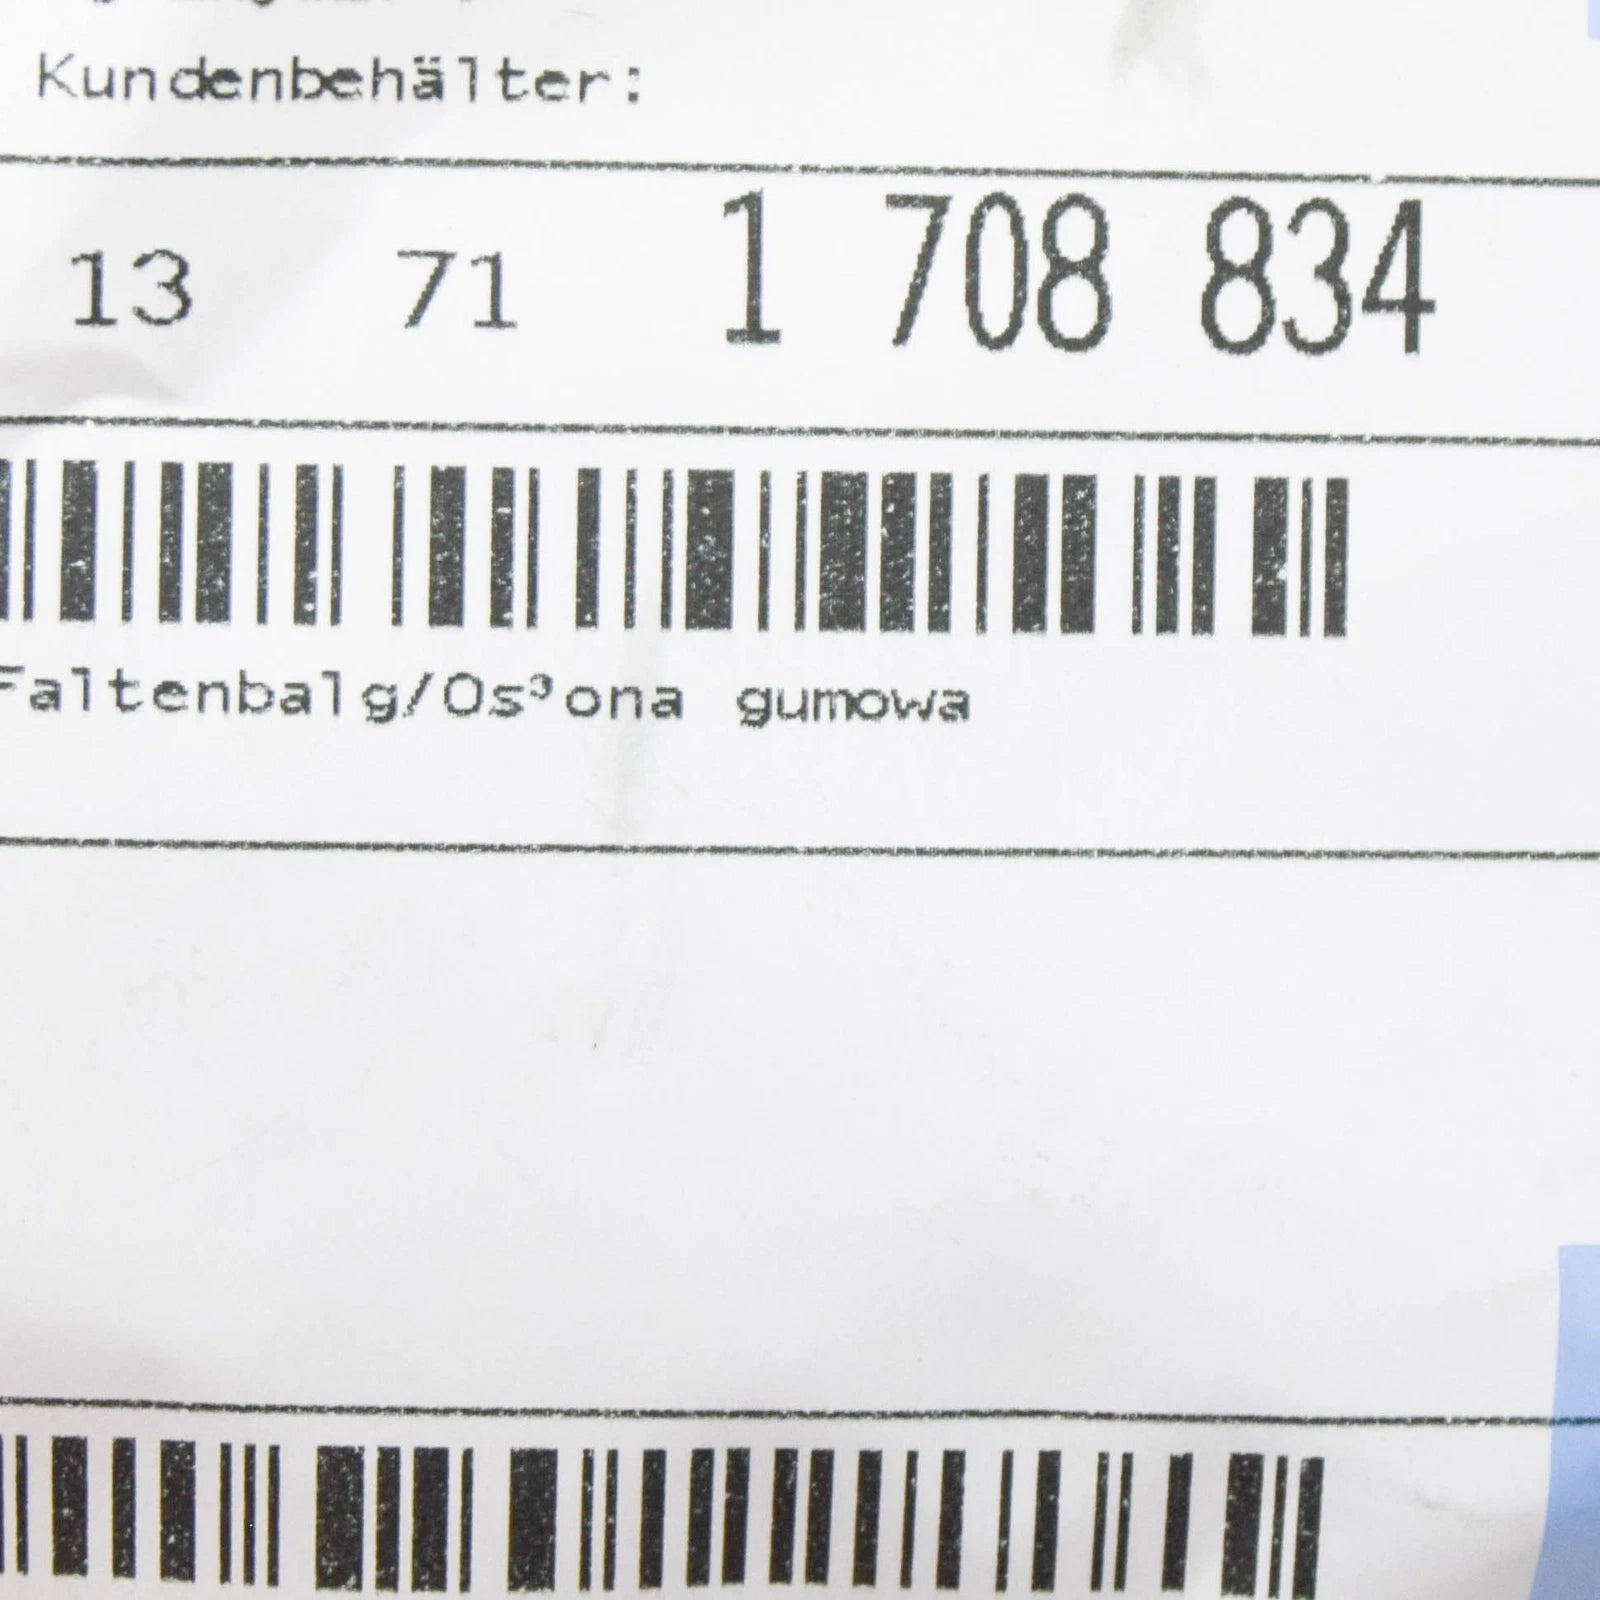 Kundenbehälter:
13 71 1 708 834
Faltenbalg/Os³ona gumowa